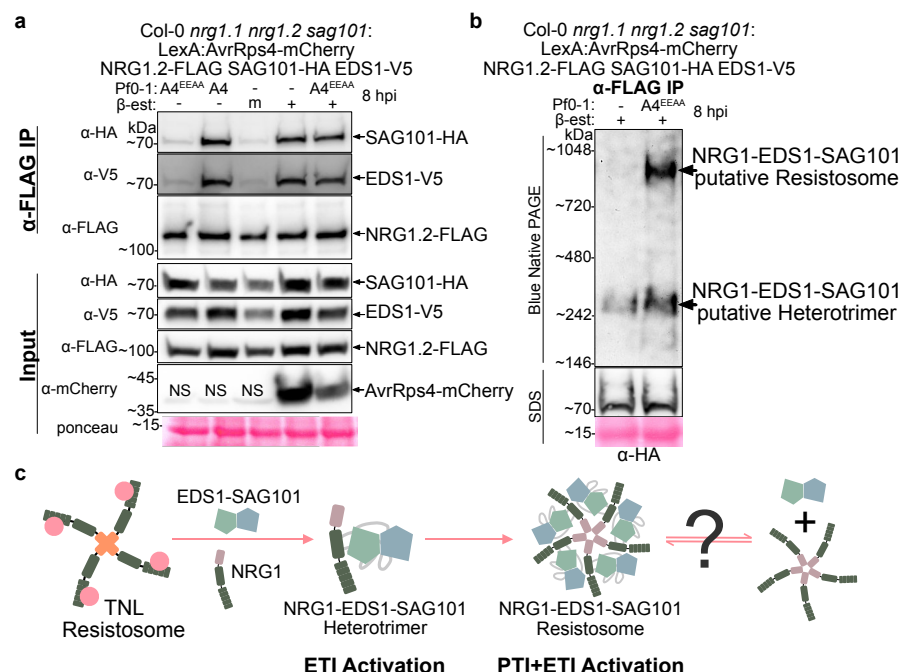 a
Col-0 nrg1.1 nrg1.2 sag101:
LexA:AvrRps4-mCherry
NRG1.2-FLAG SAG101-HA EDS1-V5
Pf0-1: A4EEAA A4 - - A4EEAA
β-est: - - m + + 8 hpi
α-FLAG IP
kDa
α-HA ~70 SAG101-HA
α-V5 ~70 EDS1-V5
α-FLAG NRG1.2-FLAG
~100
Input
α-HA ~70 SAG101-HA
α-V5 ~70 EDS1-V5
α-FLAG ~100 NRG1.2-FLAG
~45
α-mCherry NS NS NS AvrRps4-mCherry
~35
ponceau ~15
b
Col-0 nrg1.1 nrg1.2 sag101:
LexA:AvrRps4-mCherry
NRG1.2-FLAG SAG101-HA EDS1-V5
α-FLAG IP
Pf0-1: - A4EEAA
β-est: + + 8 hpi
kDa
~1048
NRG1-EDS1-SAG101
putative Resistosome
~720
Blue Native PAGE
~480
NRG1-EDS1-SAG101
putative Heterotrimer
~242
~146
SDS
~70
~15
α-HA
c
EDS1-SAG101
NRG1
TNL
Resistosome
NRG1-EDS1-SAG101
Heterotrimer
NRG1-EDS1-SAG101
Resistosome
?
+
ETI Activation
PTI+ETI Activation